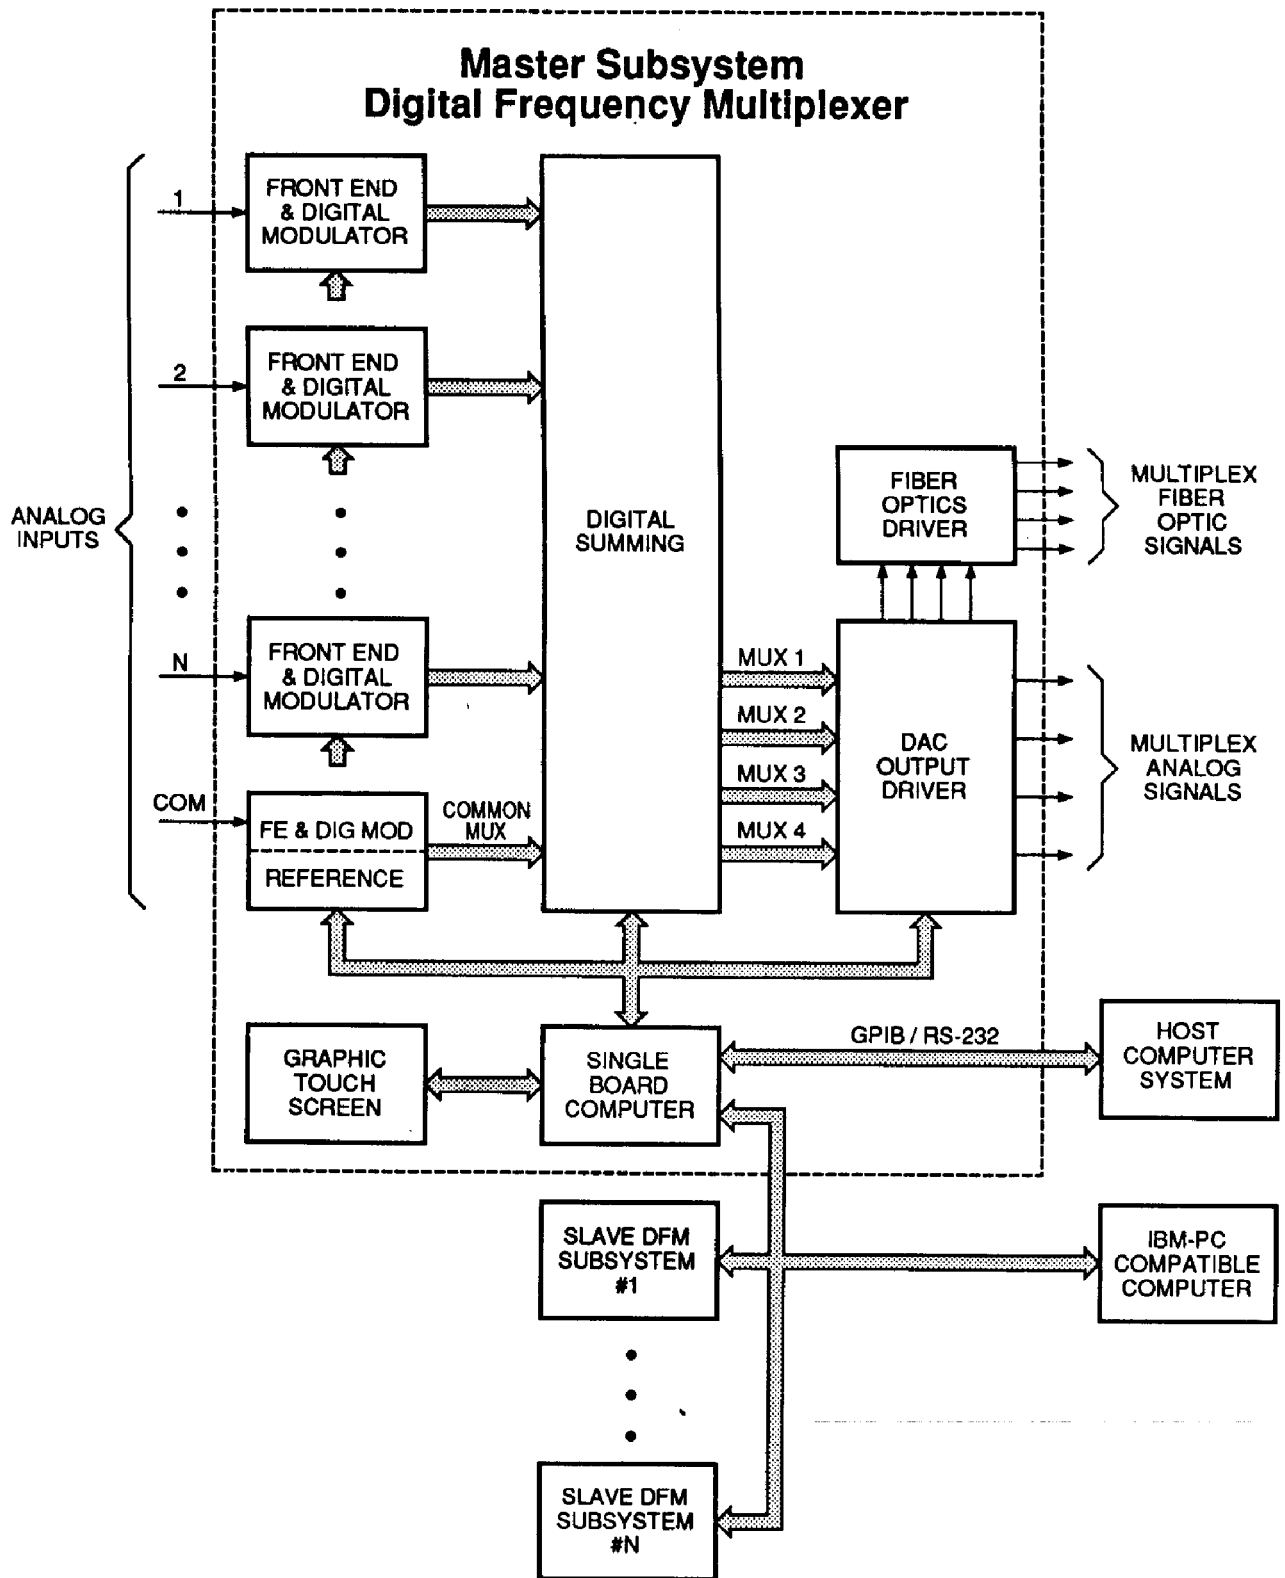 Master Subsystem
Digital Frequency Multiplexer
ANALOG
INPUTS
1
FRONT END
& DIGITAL
MODULATOR
2
FRONT END
& DIGITAL
MODULATOR
N
FRONT END
& DIGITAL
MODULATOR
COM
FE & DIG MOD
REFERENCE
COMMON
MUX
DIGITAL
SUMMING
MUX 1
MUX 2
MUX 3
MUX 4
FIBER
OPTICS
DRIVER
MULTIPLEX
FIBER
OPTIC
SIGNALS
DAC
OUTPUT
DRIVER
MULTIPLEX
ANALOG
SIGNALS
GRAPHIC
TOUCH
SCREEN
SINGLE
BOARD
COMPUTER
GPIB / RS-232
HOST
COMPUTER
SYSTEM
SLAVE DFM
SUBSYSTEM
#1
IBM-PC
COMPATIBLE
COMPUTER
SLAVE DFM
SUBSYSTEM
#N